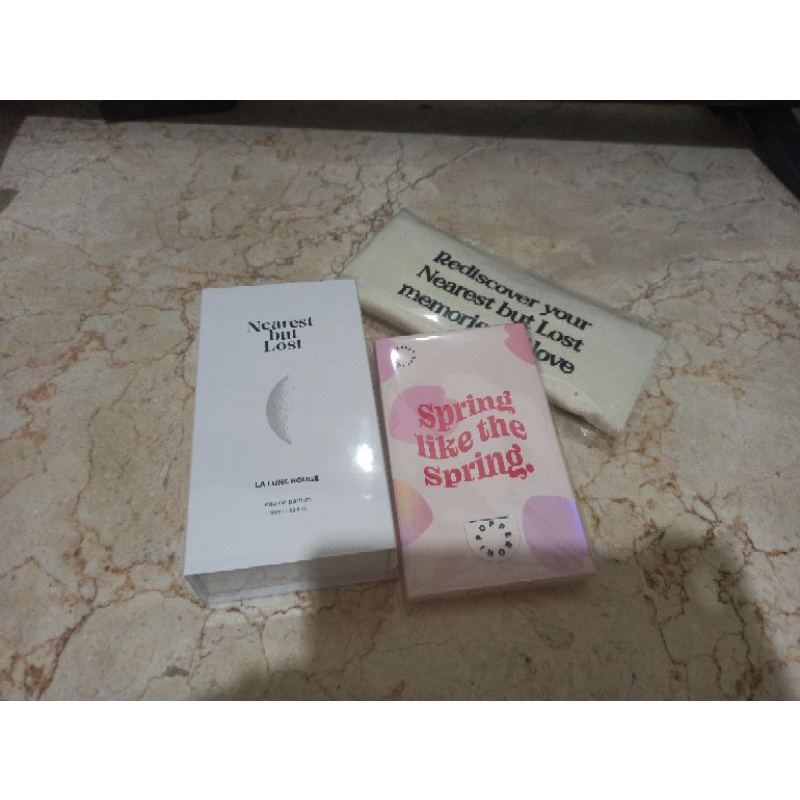 Nearest
but
Lost
LA LUNE ROUGE
eau de parfum
Rediscover your
Nearest but Lost
love
Spring
like the
Spring.